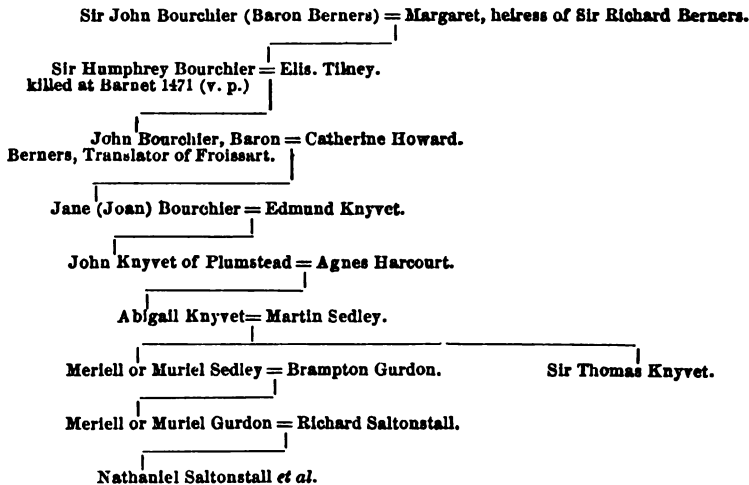 Sir John Bourchier (Baron Berners) = Margaret, heiress of Sir Richard Berners.
Sir Humphrey Bourchier = Elis. Tilney.
killed at Barnet 1471 (v. p.)
John Bourchier, Baron = Catherine Howard.
Berners, Translator of Froissart.
Jane (Joan) Bourchier = Edmund Knyvet.
John Knyvet of Plumstead = Agnes Harcourt.
Abigail Knyvet = Martin Sedley.
Meriell or Muriel Sedley = Brampton Gurdon. Sir Thomas Knyvet.
Meriell or Muriel Gurdon = Richard Saltonstall.
Nathaniel Saltonstall et al.